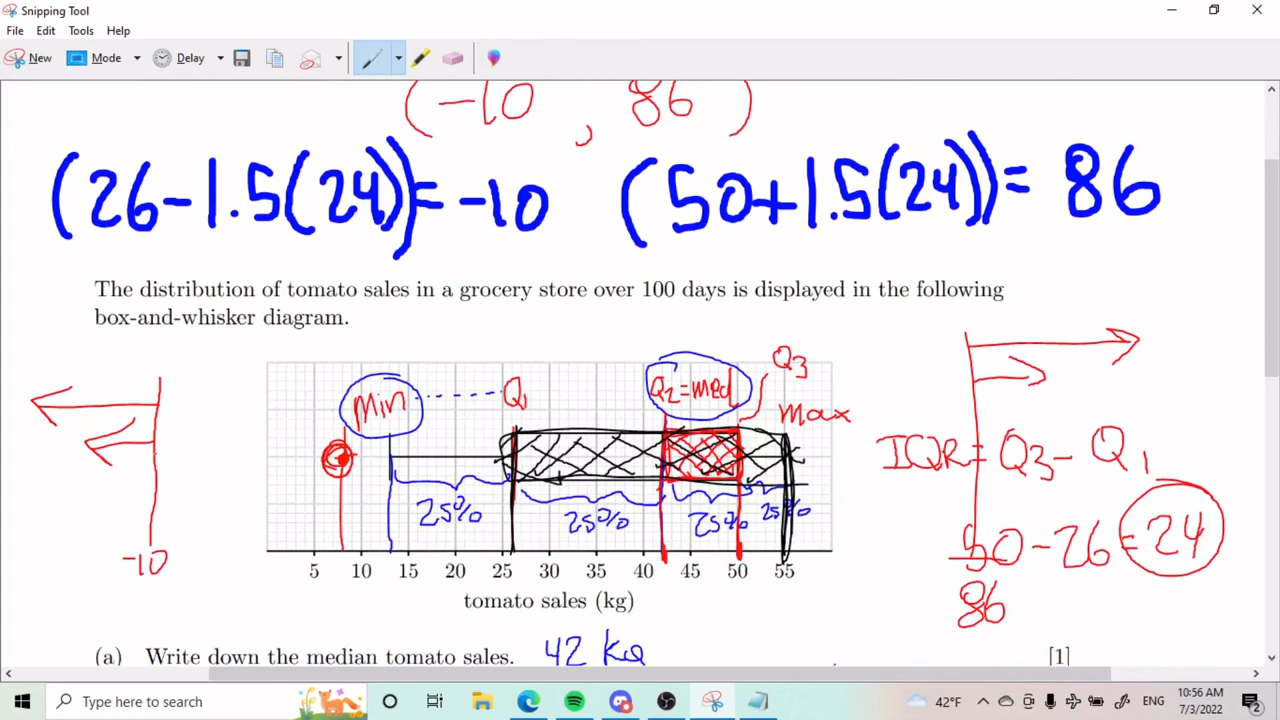 Snipping Tool
File Edit Tools Help
New Mode Delay
(-10 , 86)
(26-1.5(24))= -10 (50+1.5(24))= 86
The distribution of tomato sales in a grocery store over 100 days is displayed in the following
box-and-whisker diagram.
Min Q1 Q2=med Q3
max
IQR= Q3- Q1
25% 25% 25% 25%
50-26 = 24
-10
86
5 10 15 20 25 30 35 40 45 50 55
tomato sales (kg)
(a) Write down the median tomato sales. 42 kg [1]
Type here to search
42°F ENG 10:56 AM
7/3/2022
2